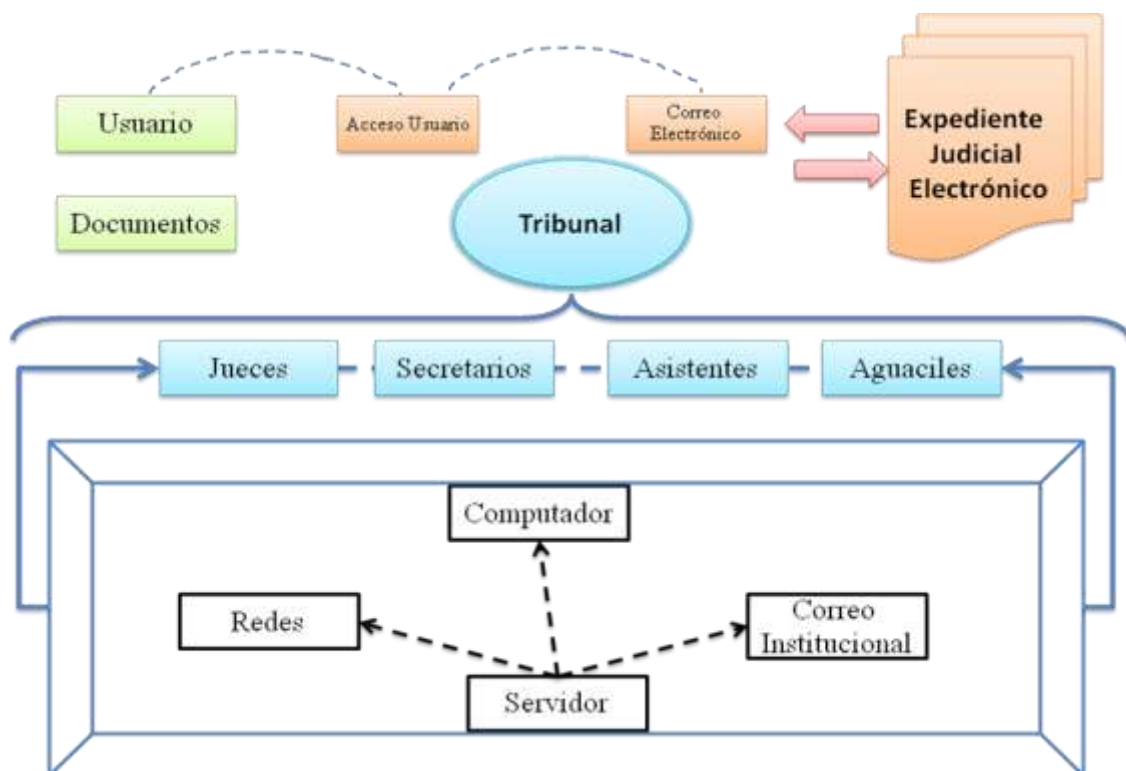 Usuario
Acceso Usuario
Correo
Electrónico
Expediente
Judicial
Electrónico
Documentos
Tribunal
Jueces
Secretarios
Asistentes
Aguaciles
Computador
Redes
Correo
Institucional
Servidor